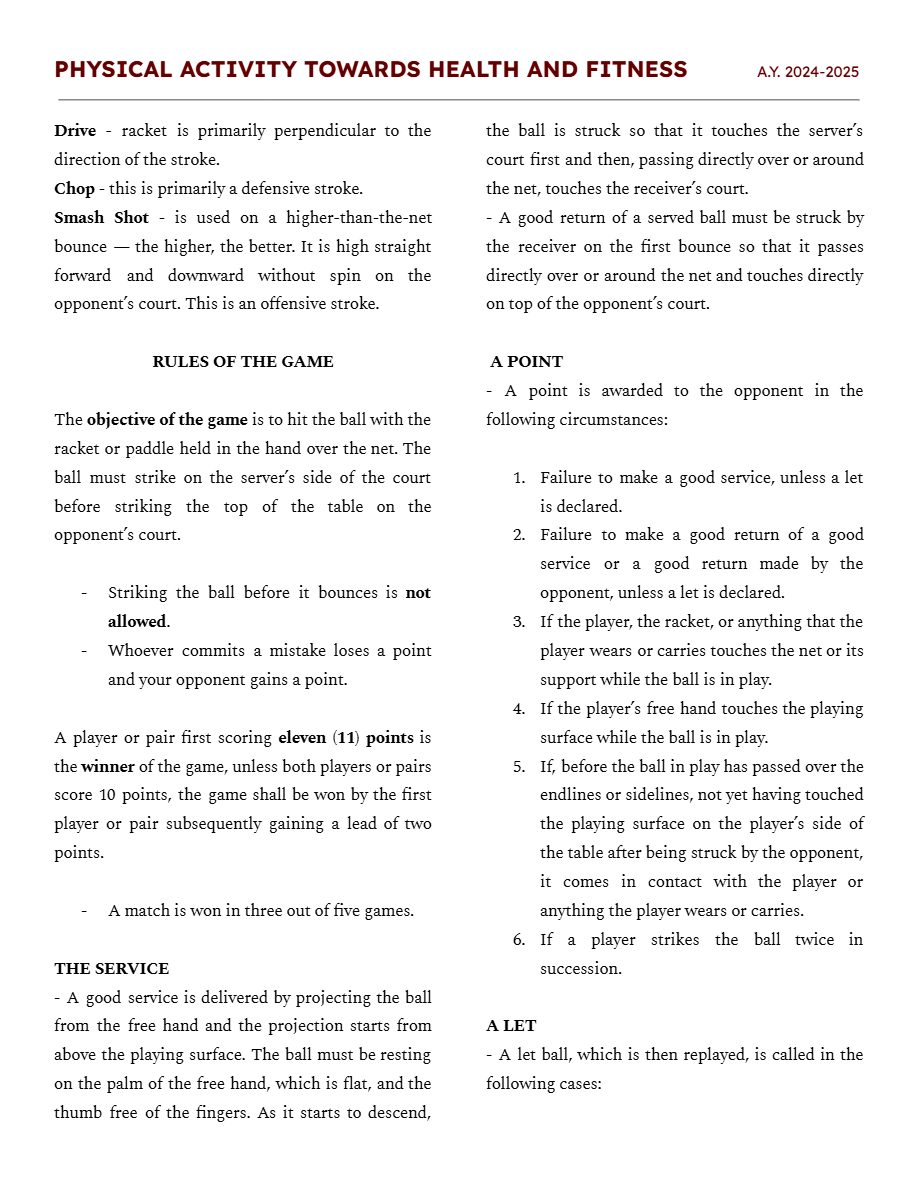 PHYSICAL ACTIVITY TOWARDS HEALTH AND FITNESS
A.Y. 2024-2025
Drive - racket is primarily perpendicular to the
direction of the stroke.
Chop - this is primarily a defensive stroke.
Smash Shot - is used on a higher-than-the-net
bounce — the higher, the better. It is high straight
forward and downward without spin on the
opponent’s court. This is an offensive stroke.
RULES OF THE GAME
The objective of the game is to hit the ball with the
racket or paddle held in the hand over the net. The
ball must strike on the server’s side of the court
before striking the top of the table on the
opponent’s court.
- Striking the ball before it bounces is not
allowed.
- Whoever commits a mistake loses a point
and your opponent gains a point.
A player or pair first scoring eleven (11) points is
the winner of the game, unless both players or pairs
score 10 points, the game shall be won by the first
player or pair subsequently gaining a lead of two
points.
- A match is won in three out of five games.
THE SERVICE
- A good service is delivered by projecting the ball
from the free hand and the projection starts from
above the playing surface. The ball must be resting
on the palm of the free hand, which is flat, and the
thumb free of the fingers. As it starts to descend,
the ball is struck so that it touches the server’s
court first and then, passing directly over or around
the net, touches the receiver’s court.
- A good return of a served ball must be struck by
the receiver on the first bounce so that it passes
directly over or around the net and touches directly
on top of the opponent’s court.
A POINT
- A point is awarded to the opponent in the
following circumstances:
1. Failure to make a good service, unless a let
is declared.
2. Failure to make a good return of a good
service or a good return made by the
opponent, unless a let is declared.
3. If the player, the racket, or anything that the
player wears or carries touches the net or its
support while the ball is in play.
4. If the player’s free hand touches the playing
surface while the ball is in play.
5. If, before the ball in play has passed over the
endlines or sidelines, not yet having touched
the playing surface on the player’s side of
the table after being struck by the opponent,
it comes in contact with the player or
anything the player wears or carries.
6. If a player strikes the ball twice in
succession.
A LET
- A let ball, which is then replayed, is called in the
following cases: